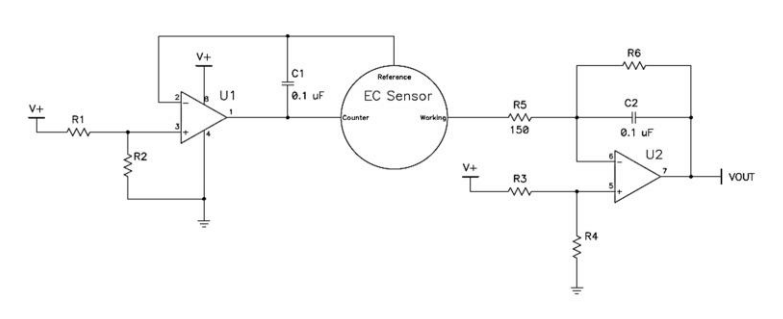 V+
U1
C1
0.1 uF
2
8
3
1
4
V+
R1
R2
Reference
EC Sensor
Counter
Working
R5
150
R6
C2
0.1 uF
U2
6
5
7
VOUT
V+
R3
R4